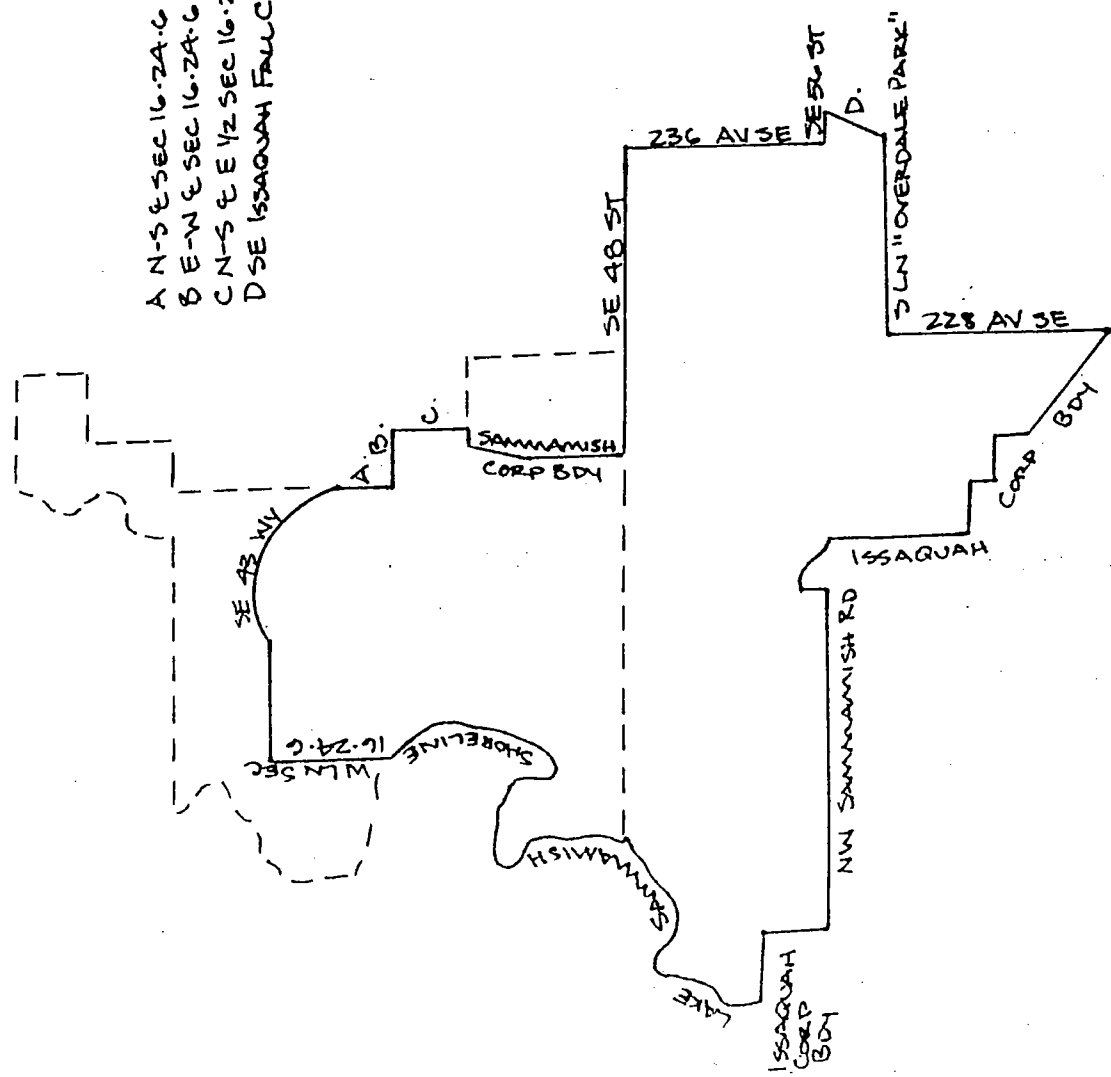 A N-S ℄ SEC 16-24-6
B E-W ℄ SEC 16-24-6
C N-S ℄ E 1/2 SEC 16-
D SE ISSAQUAH FALL C
SE 43 WY
A.
B.
C.
SAMMAMISH
CORP BDY
SE 48 ST
236 AV SE
SE 56 ST
D.
S LN "OVERDALE PARK"
228 AV SE
CORP BDY
ISSAQUAH
NW SAMMAMISH RD
ISSAQUAH
CORP
BDY
LAKE
SAMMAMISH
SHORELINE
W LN SEC
16-24-6